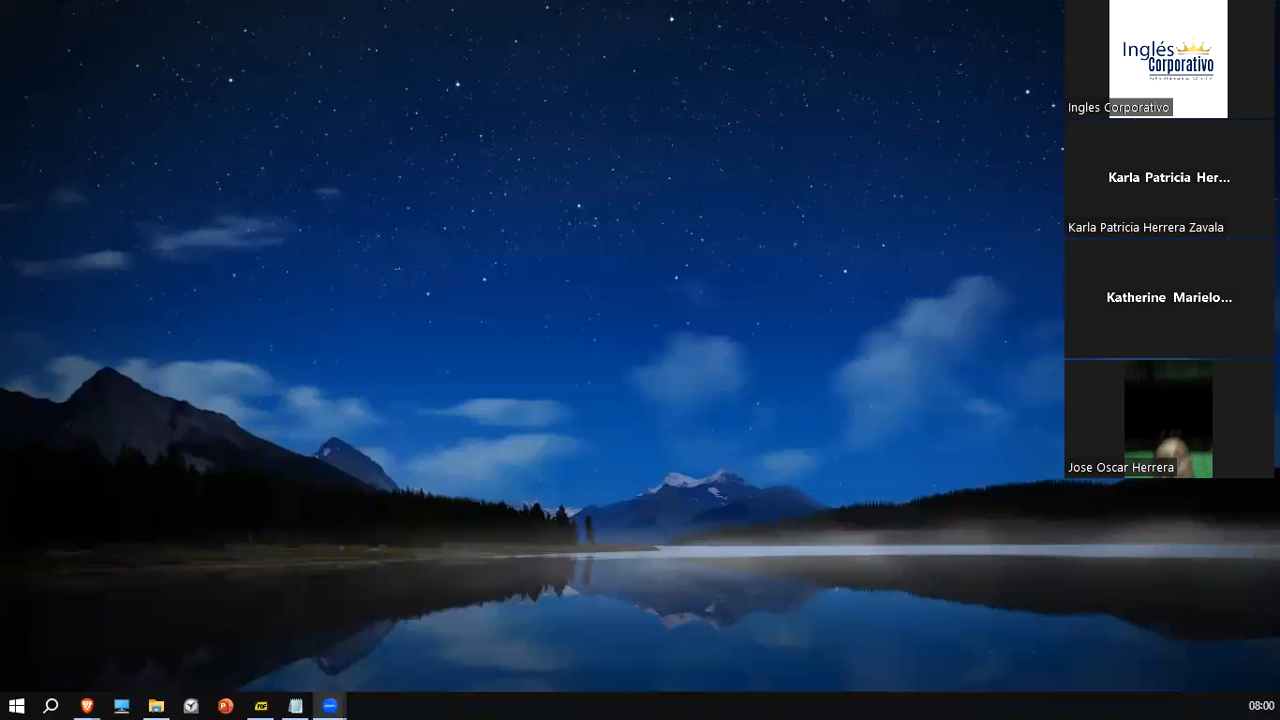 Inglés
Corporativo
Ingles Corporativo
Karla Patricia Her...
Karla Patricia Herrera Zavala
Katherine Marielo...
Jose Oscar Herrera
08:00